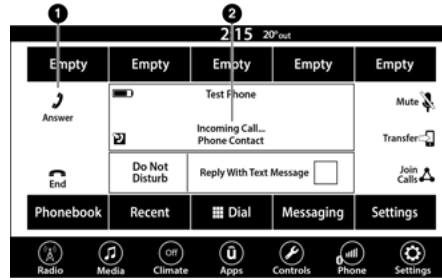 1 2
2 15 20°out
Empty Empty Empty Empty Empty
Test Phone
Answer
Mute
Incoming Call...
Phone Contact
Transfer
End
Do Not
Disturb
Reply With Text Message
Join
Calls
Phonebook Recent Dial Messaging Settings
Off û
Radio Media Climate Apps Controls Phone Settings